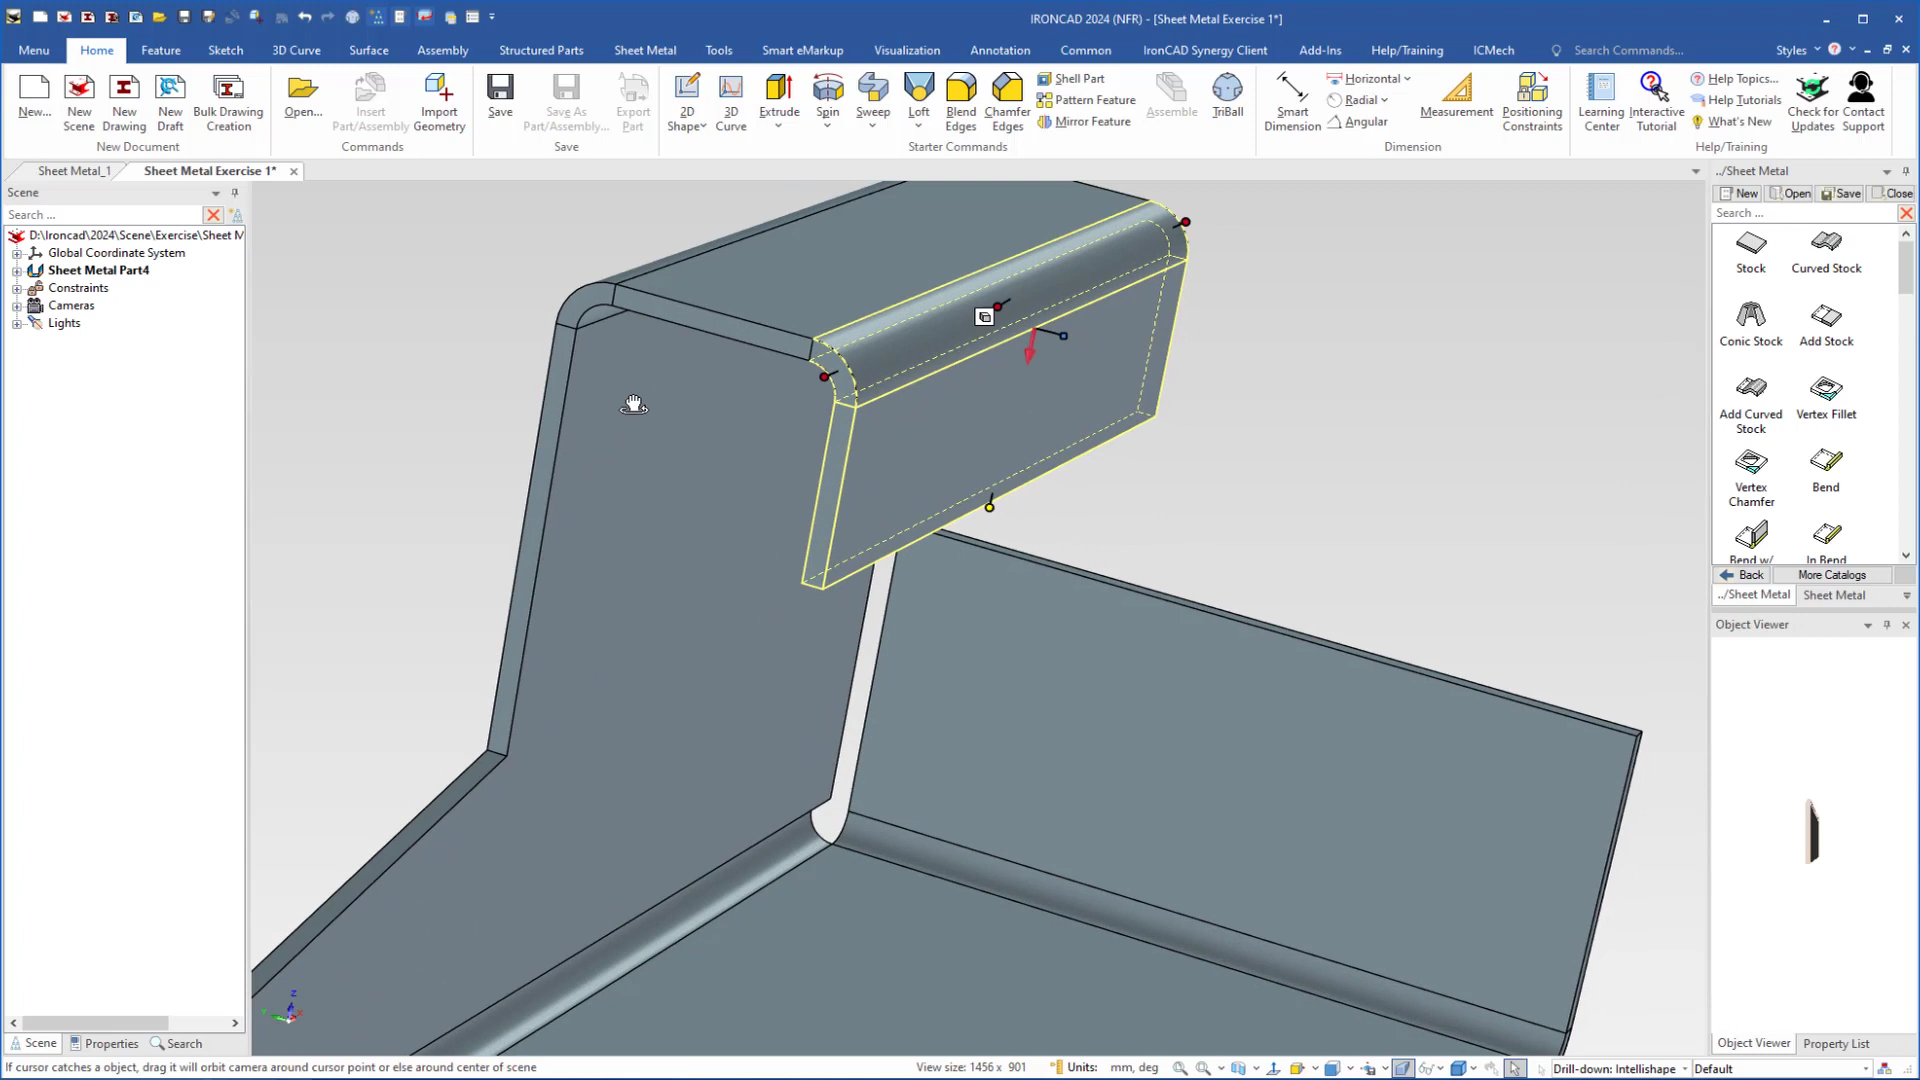 IRONCAD 2024 (NFR) - [Sheet Metal Exercise 1*]
Menu Home Feature Sketch 3D Curve Surface Assembly Structured Parts Sheet Metal Tools Smart eMarkup Visualization Annotation Common IronCAD Synergy Client Add-Ins Help/Training ICMech Search Commands... Styles
New... New Scene New Drawing New Draft Bulk Drawing Creation
New Document
Open... Insert Part/Assembly Import Geometry
Commands
Save Save As Part/Assembly... Export Part
Save
2D Shape 3D Curve Extrude Spin Sweep Loft Blend Edges Chamfer Edges
Shell Part
Pattern Feature
Mirror Feature
Assemble TriBall
Starter Commands
Smart Dimension
Horizontal
Radial
Angular
Measurement Positioning Constraints
Dimension
Learning Center Interactive Tutorial
Help Topics...
Help Tutorials
What's New
Check for Updates Contact Support
Help/Training
Sheet Metal_1 Sheet Metal Exercise 1*
Scene
Search ...
D:\Ironcad\2024\Scene\Exercise\Sheet M
Global Coordinate System
Sheet Metal Part4
Constraints
Cameras
Lights
Scene Properties Search
Z
../Sheet Metal
New Open Save Close
Search ...
Stock Curved Stock
Conic Stock Add Stock
Add Curved Stock Vertex Fillet
Vertex Chamfer Bend
Bend w/ In Bend
Back More Catalogs
../Sheet Metal Sheet Metal
Object Viewer
Object Viewer Property List
If cursor catches a object, drag it will orbit camera around cursor point or else around center of scene
View size: 1456 x 901 Units: mm, deg Drill-down: Intellishape Default